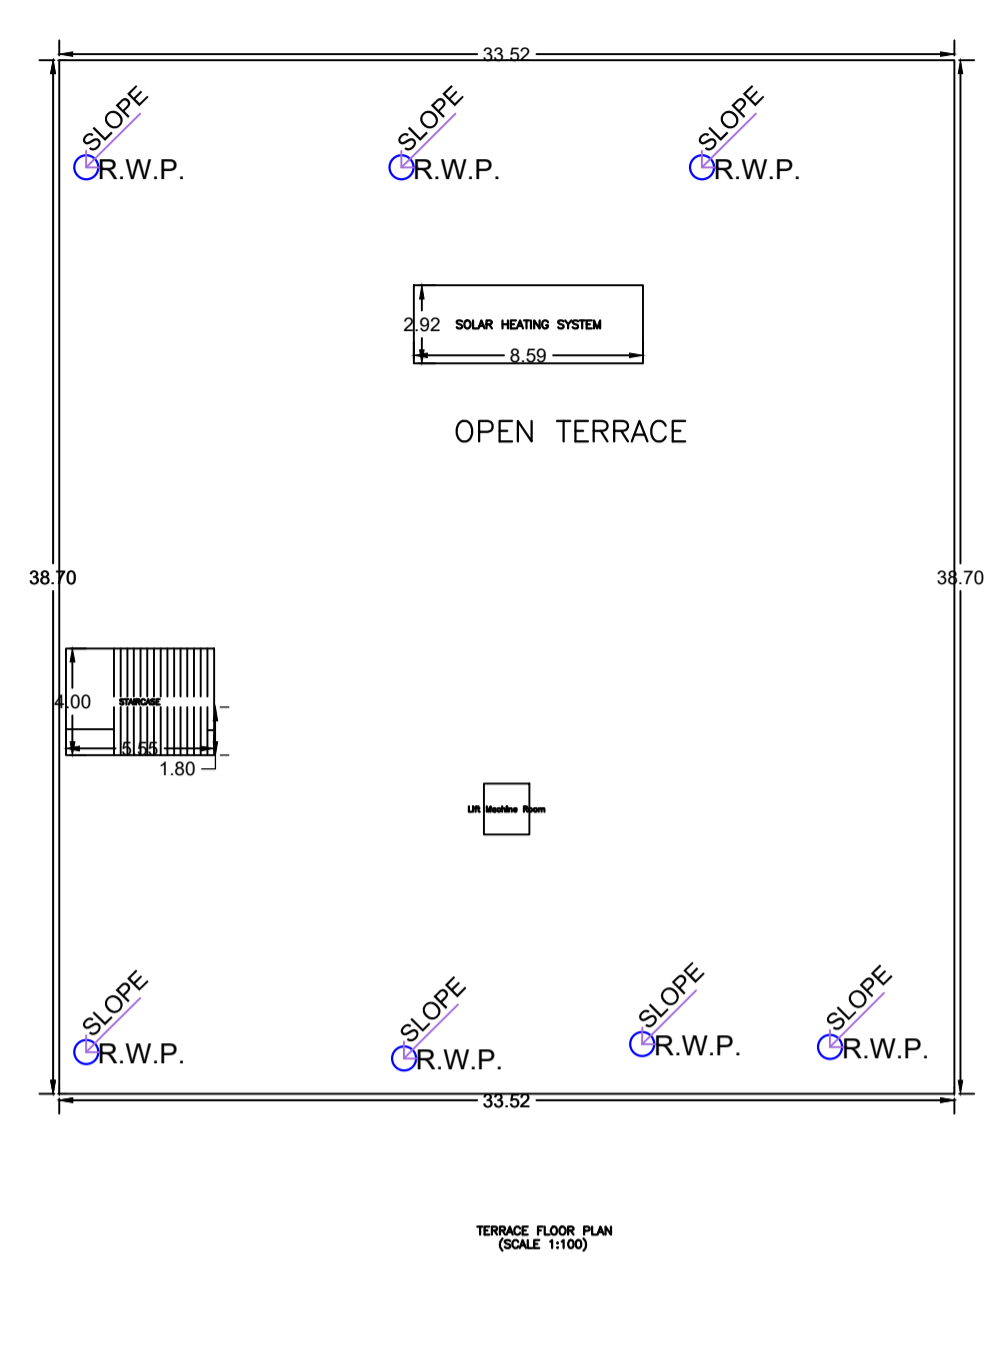 33.52
SLOPE
R.W.P.
SLOPE
R.W.P.
SLOPE
R.W.P.
2.92
SOLAR HEATING SYSTEM
8.59
OPEN TERRACE
38.70
38.70
4.00
STAIRCASE
5.55
1.80
Lift Machine Room
SLOPE
R.W.P.
SLOPE
R.W.P.
SLOPE
R.W.P.
SLOPE
R.W.P.
33.52
TERRACE FLOOR PLAN
(SCALE 1:100)